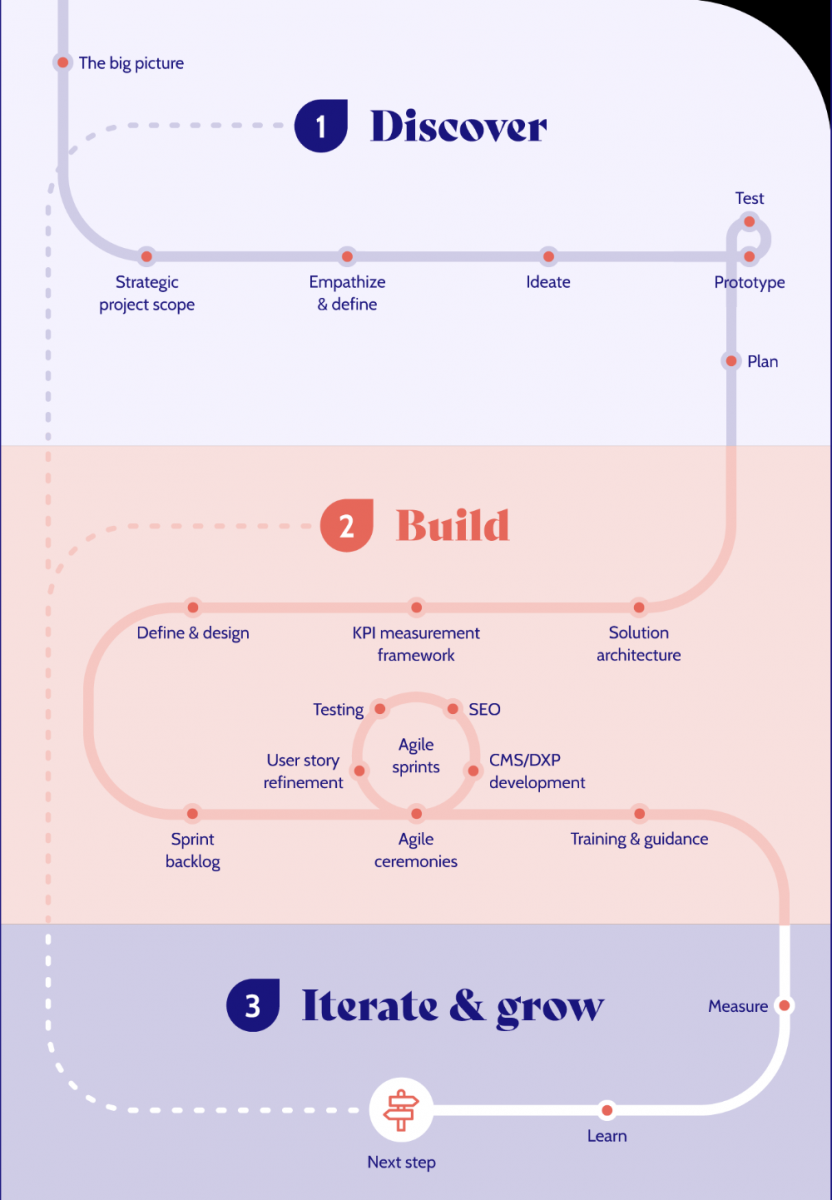 The big picture
1 Discover
Test
Strategic
project scope
Empathize
& define
Ideate
Prototype
Plan
2 Build
Define & design
KPI measurement
framework
Solution
architecture
Testing
SEO
Agile
sprints
User story
refinement
CMS/DXP
development
Sprint
backlog
Agile
ceremonies
Training & guidance
3 Iterate & grow
Measure
Learn
Next step